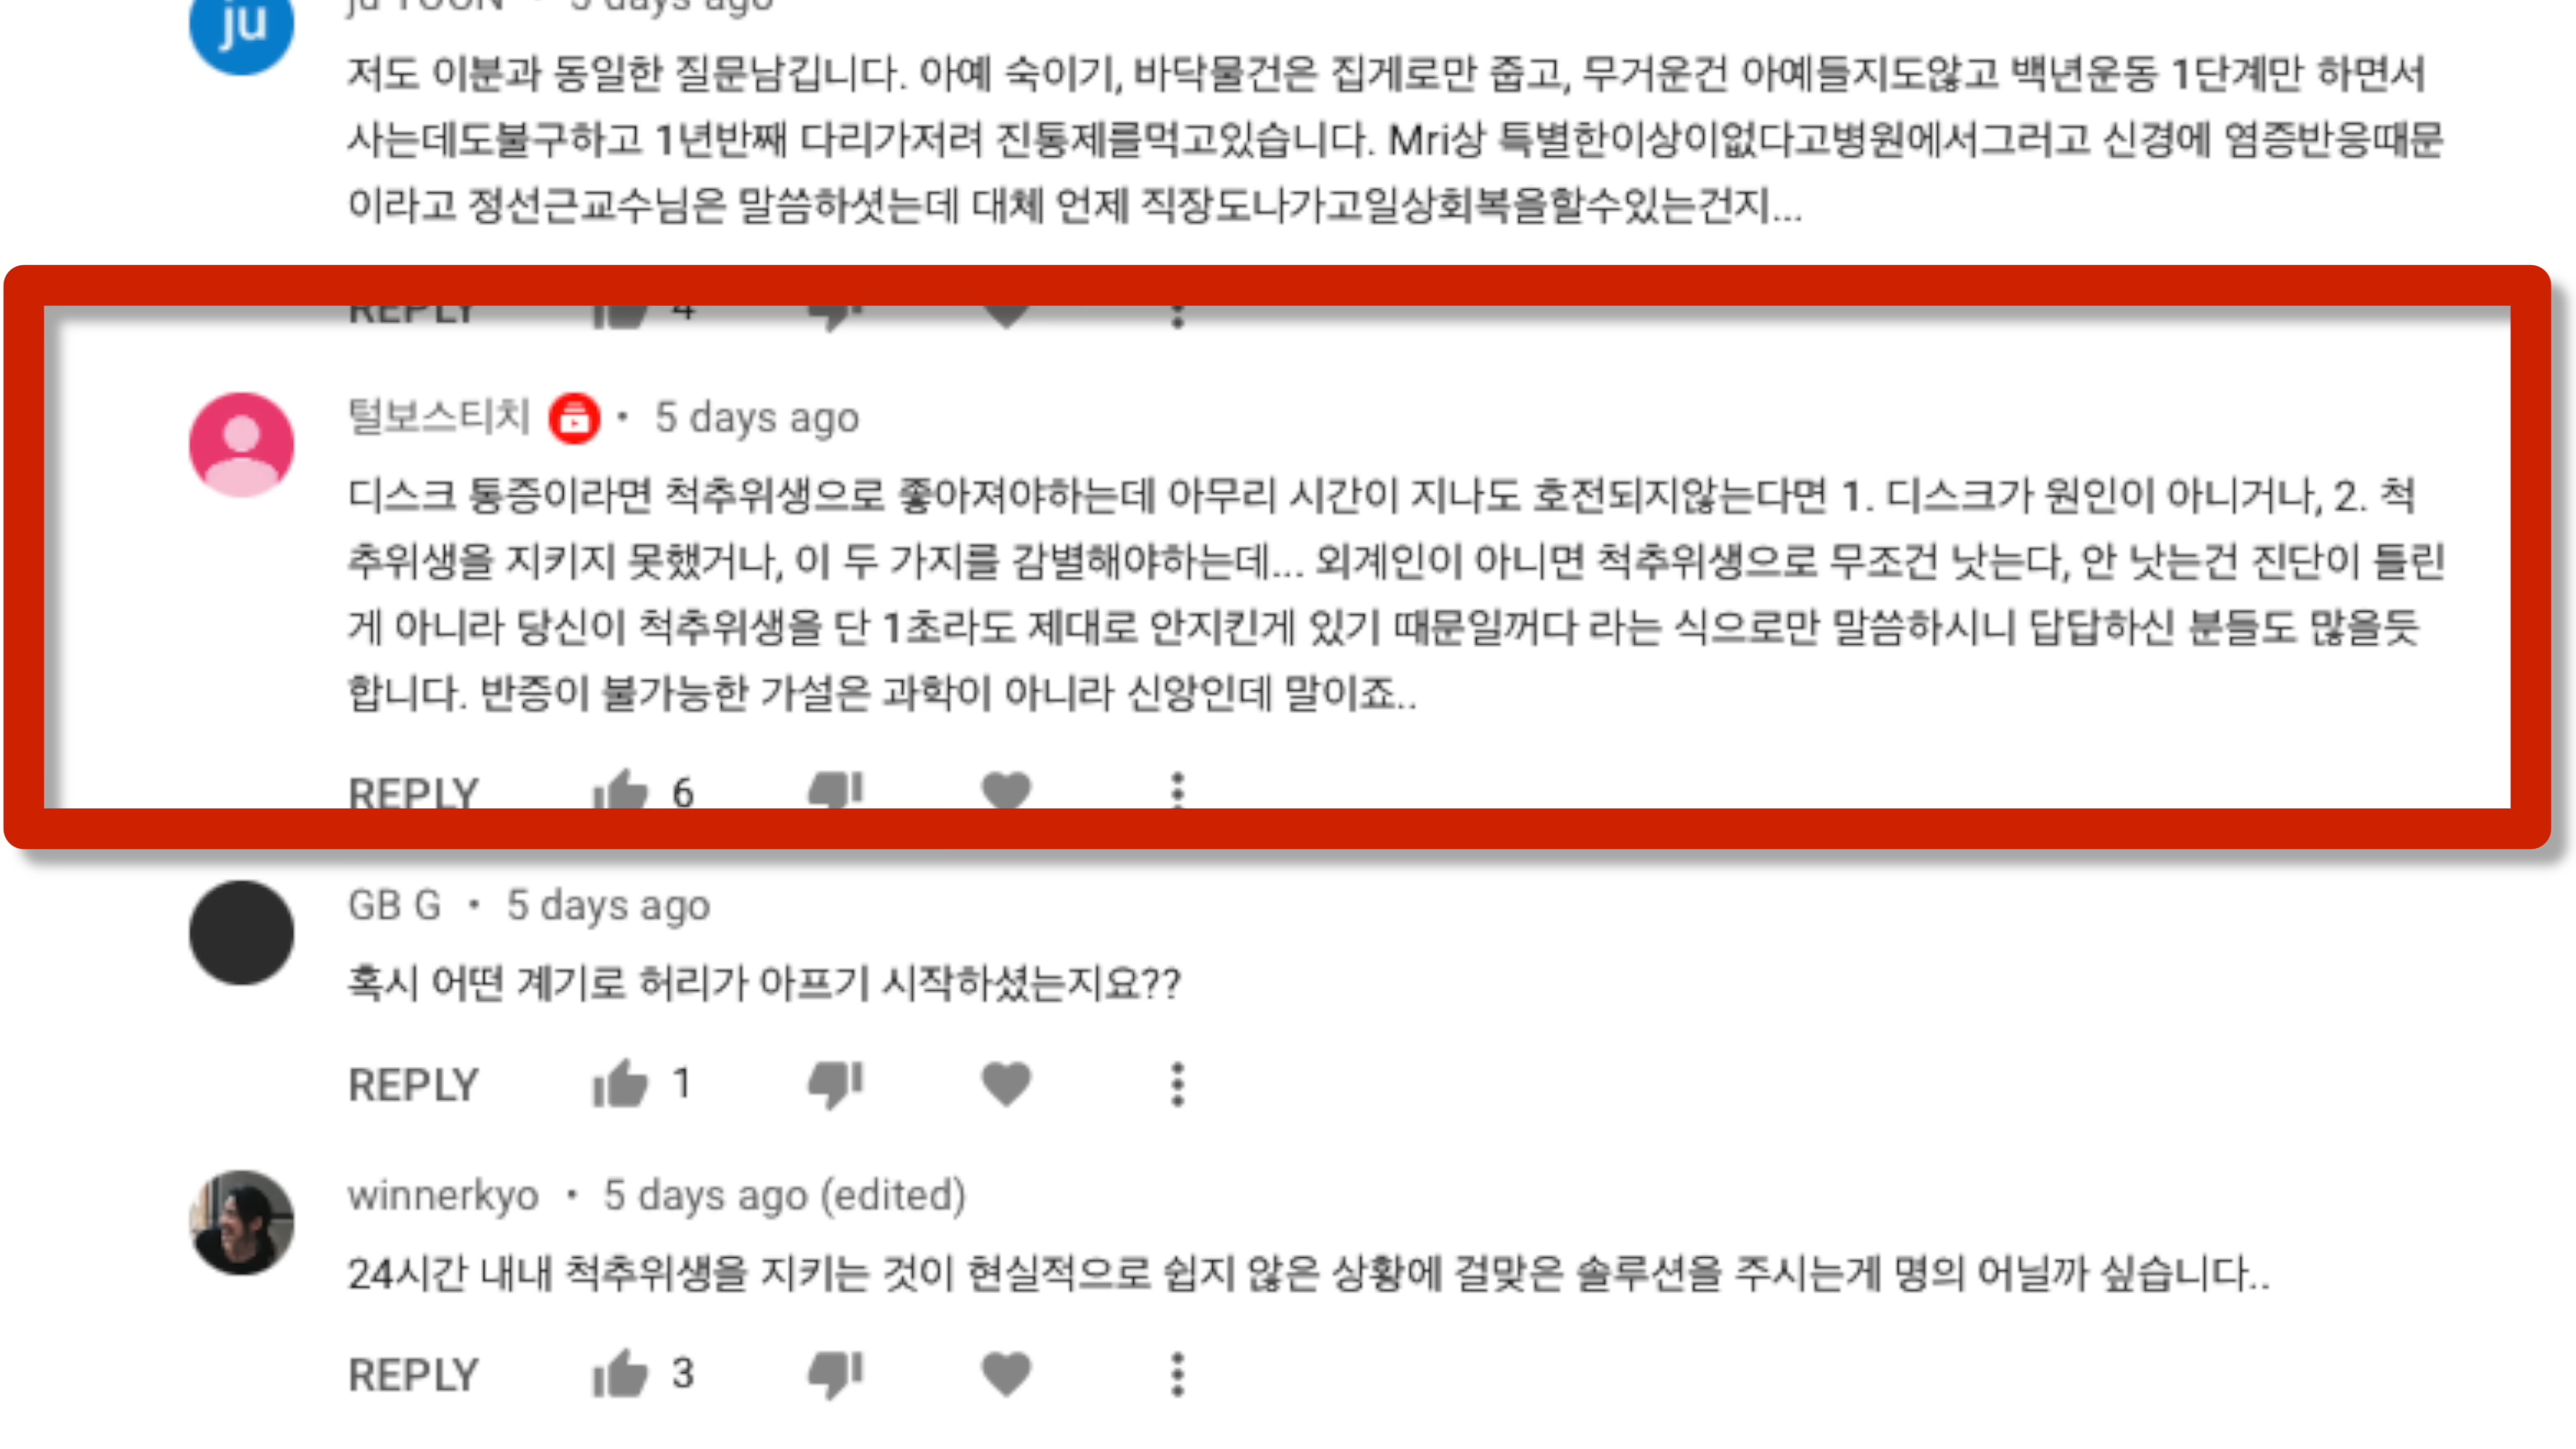 ju
ju YOON • 5 days ago
저도 이분과 동일한 질문남깁니다. 아예 숙이기, 바닥물건은 집게로만 줍고, 무거운건 아예들지도않고 백년운동 1단계만 하면서
사는데도불구하고 1년반째 다리가저려 진통제를먹고있습니다. Mri상 특별한이상이없다고병원에서그러고 신경에 염증반응때문
이라고 정선근교수님은 말씀하셧는데 대체 언제 직장도나가고일상회복을할수있는건지...
REPLY 4
털보스티치 • 5 days ago
디스크 통증이라면 척추위생으로 좋아져야하는데 아무리 시간이 지나도 호전되지않는다면 1. 디스크가 원인이 아니거나, 2. 척
추위생을 지키지 못했거나, 이 두 가지를 감별해야하는데... 외계인이 아니면 척추위생으로 무조건 낫는다, 안 낫는건 진단이 틀린
게 아니라 당신이 척추위생을 단 1초라도 제대로 안지킨게 있기 때문일꺼다 라는 식으로만 말씀하시니 답답하신 분들도 많을듯
합니다. 반증이 불가능한 가설은 과학이 아니라 신앙인데 말이죠..
REPLY 6
GB G • 5 days ago
혹시 어떤 계기로 허리가 아프기 시작하셨는지요??
REPLY 1
winnerkyo • 5 days ago (edited)
24시간 내내 척추위생을 지키는 것이 현실적으로 쉽지 않은 상황에 걸맞은 솔루션을 주시는게 명의 어닐까 싶습니다..
REPLY 3